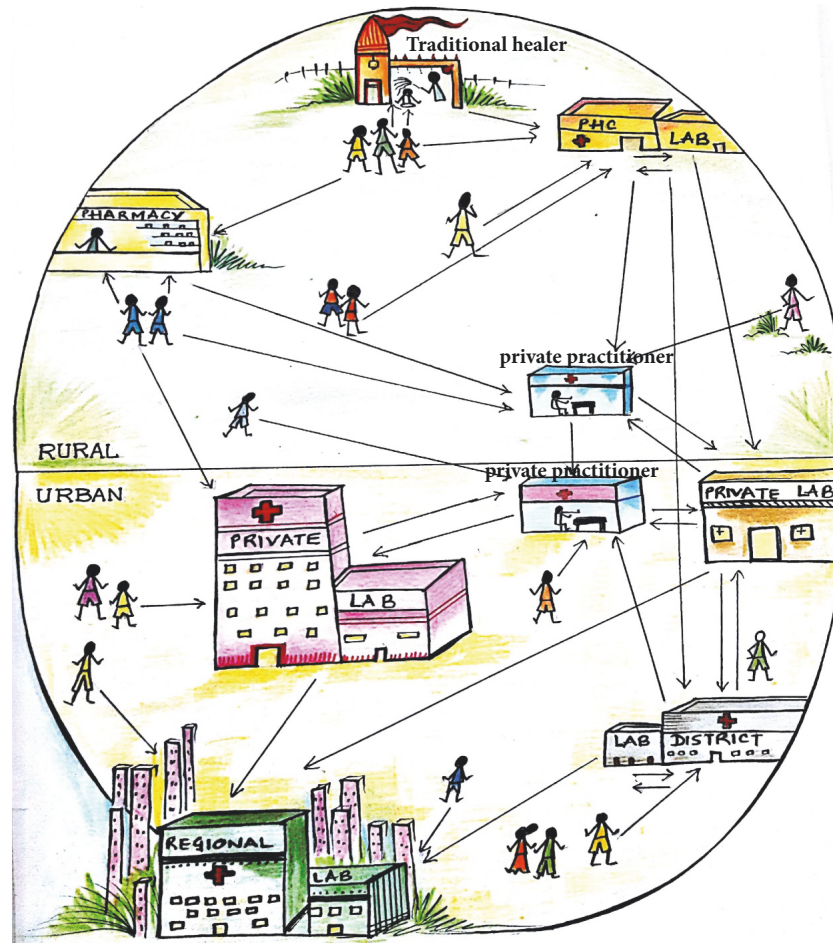 Traditional healer
PHC
LAB
PHARMACY
private practitioner
RURAL
private practitioner
URBAN
PRIVATE LAB
PRIVATE
LAB
LAB
DISTRICT
REGIONAL
LAB